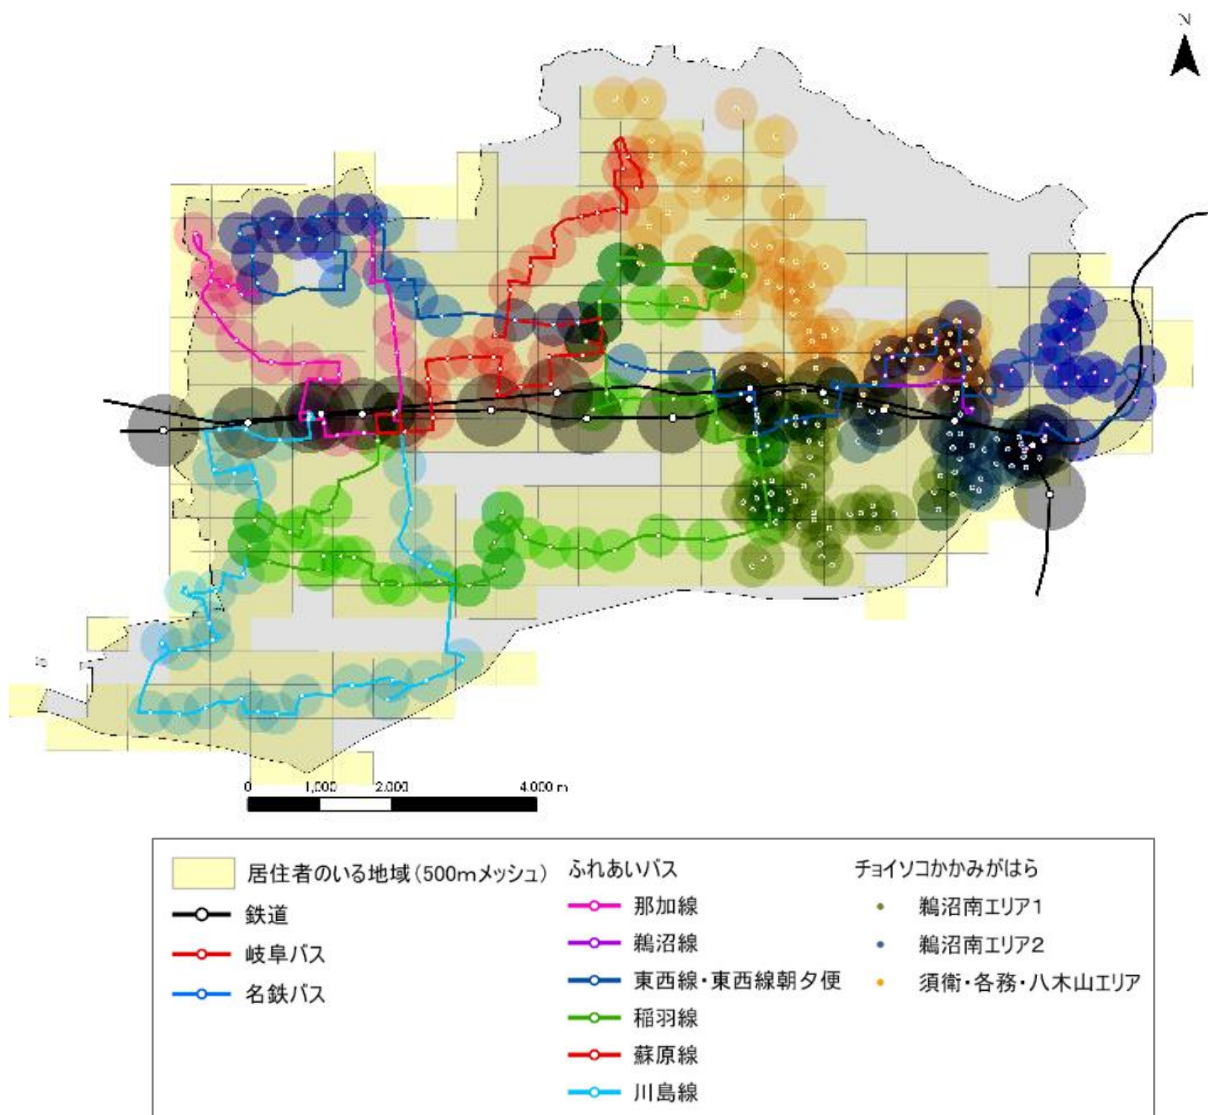 N
0 1,000 2,000 4,000 m
居住者のいる地域(500mメッシュ)
鉄道
岐阜バス
名鉄バス
ふれあいバス
那加線
鵜沼線
東西線・東西線朝夕便
稲羽線
蘇原線
川島線
チョイソコかかみがはら
鵜沼南エリア1
鵜沼南エリア2
須衛・各務・八木山エリア